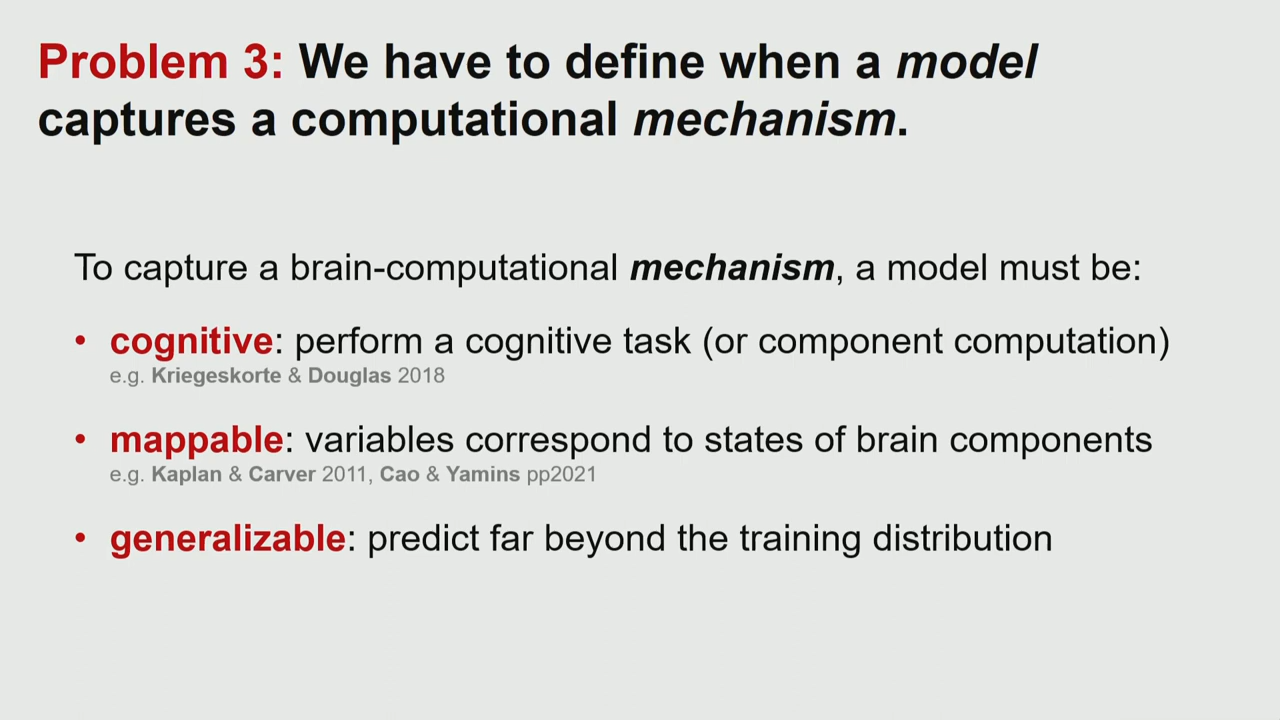 Problem 3: We have to define when a model
captures a computational mechanism.
To capture a brain-computational mechanism, a model must be:
• cognitive: perform a cognitive task (or component computation)
e.g. Kriegeskorte & Douglas 2018
• mappable: variables correspond to states of brain components
e.g. Kaplan & Carver 2011, Cao & Yamins pp2021
• generalizable: predict far beyond the training distribution